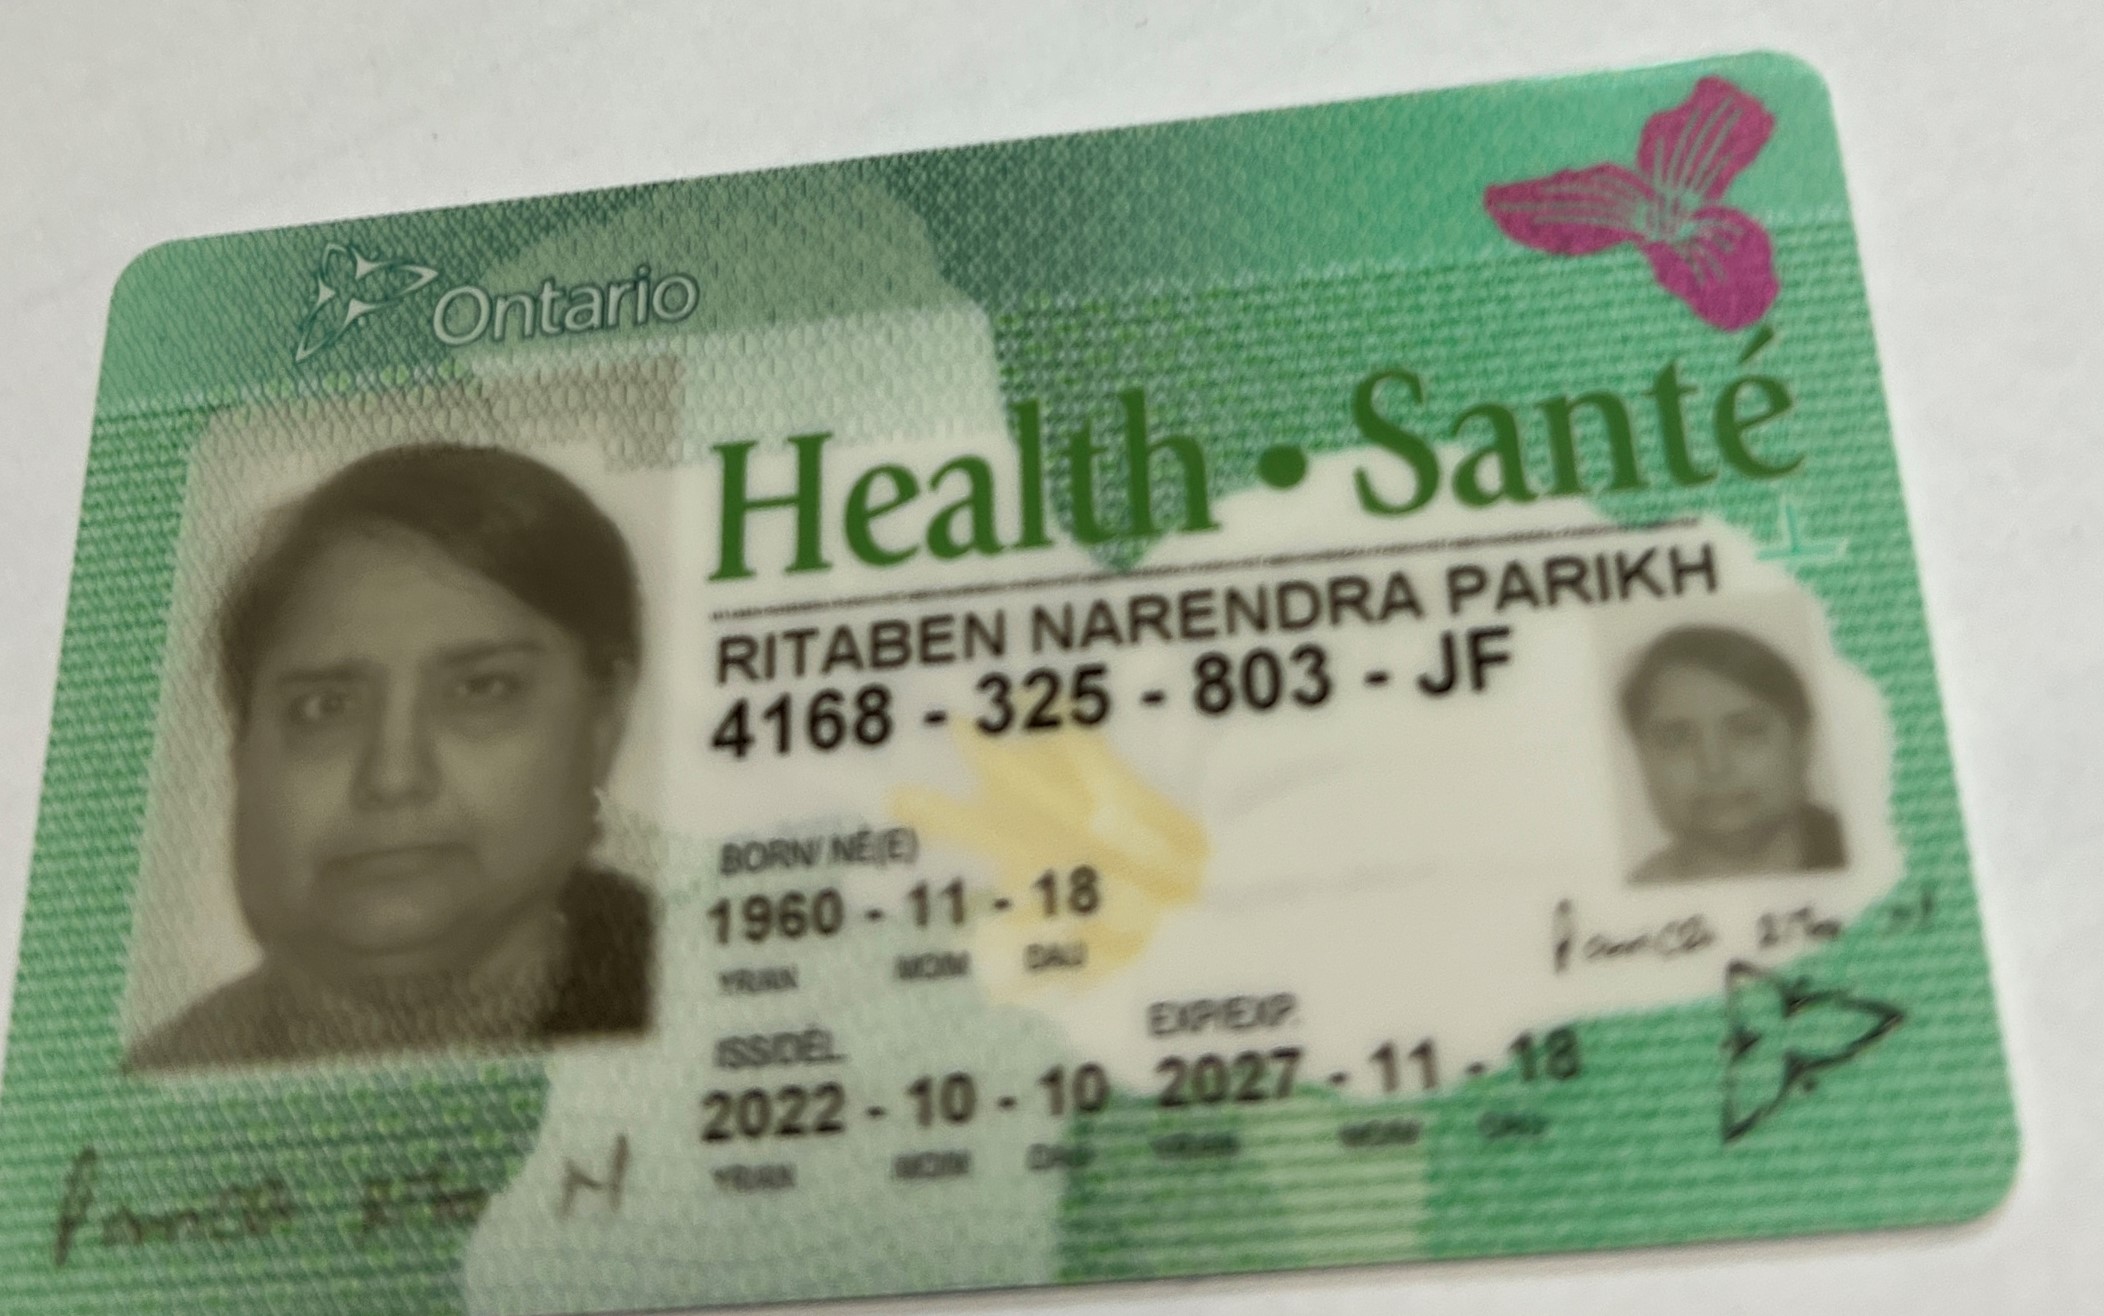 Ontario
Health • Santé
RITABEN NARENDRA PARIKH
4168 - 325 - 803 - JF
BORN/NÉ(E)
1960 - 11 - 18
YR/AN MO/M DA/J
ISS/DÉL. EXP/EXP.
2022 - 10 - 10 2027 - 11 - 18
YR/AN MO/M DA/J YR/AN MO/M DA/J